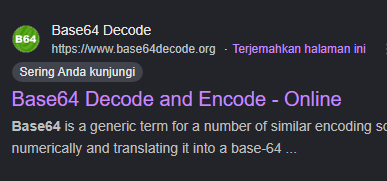 B64
Base64 Decode
https://www.base64decode.org · Terjemahkan halaman ini
Sering Anda kunjungi
Base64 Decode and Encode - Online
Base64 is a generic term for a number of similar encoding
numerically and translating it into a base-64 ...